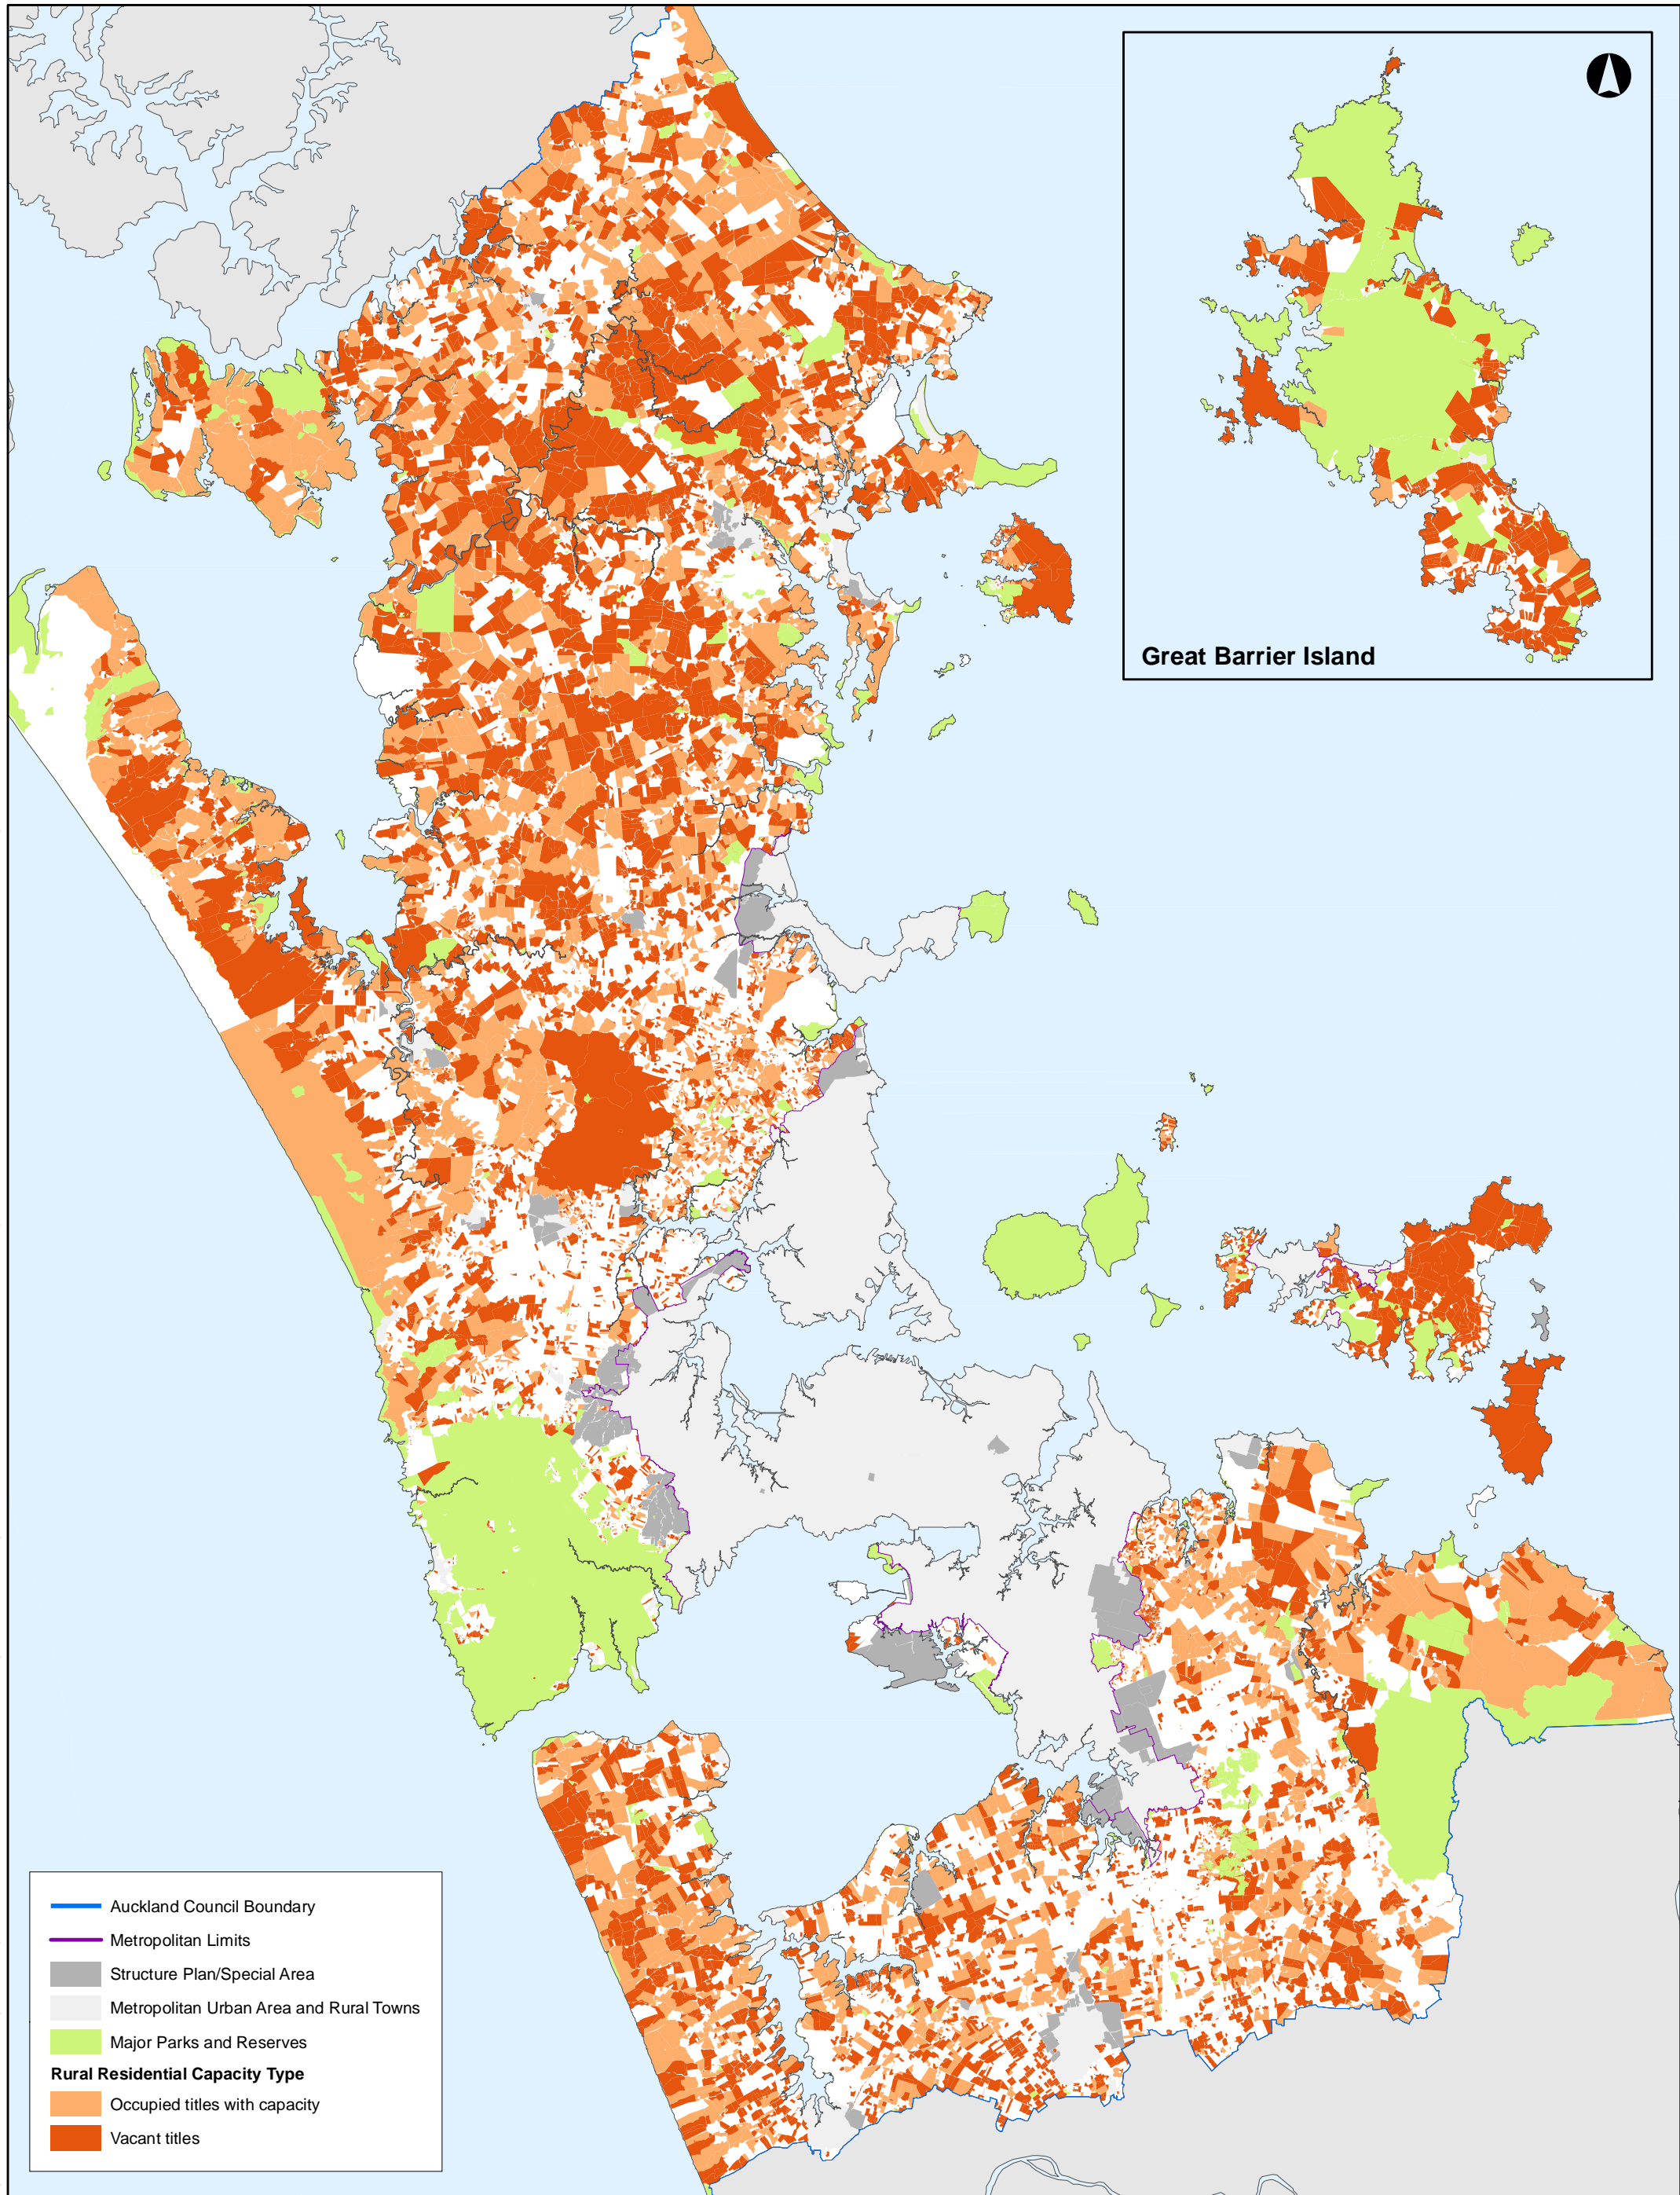 Great Barrier Island
Auckland Council Boundary
Metropolitan Limits
Structure Plan/Special Area
Metropolitan Urban Area and Rural Towns
Major Parks and Reserves
Rural Residential Capacity Type
Occupied titles with capacity
Vacant titles